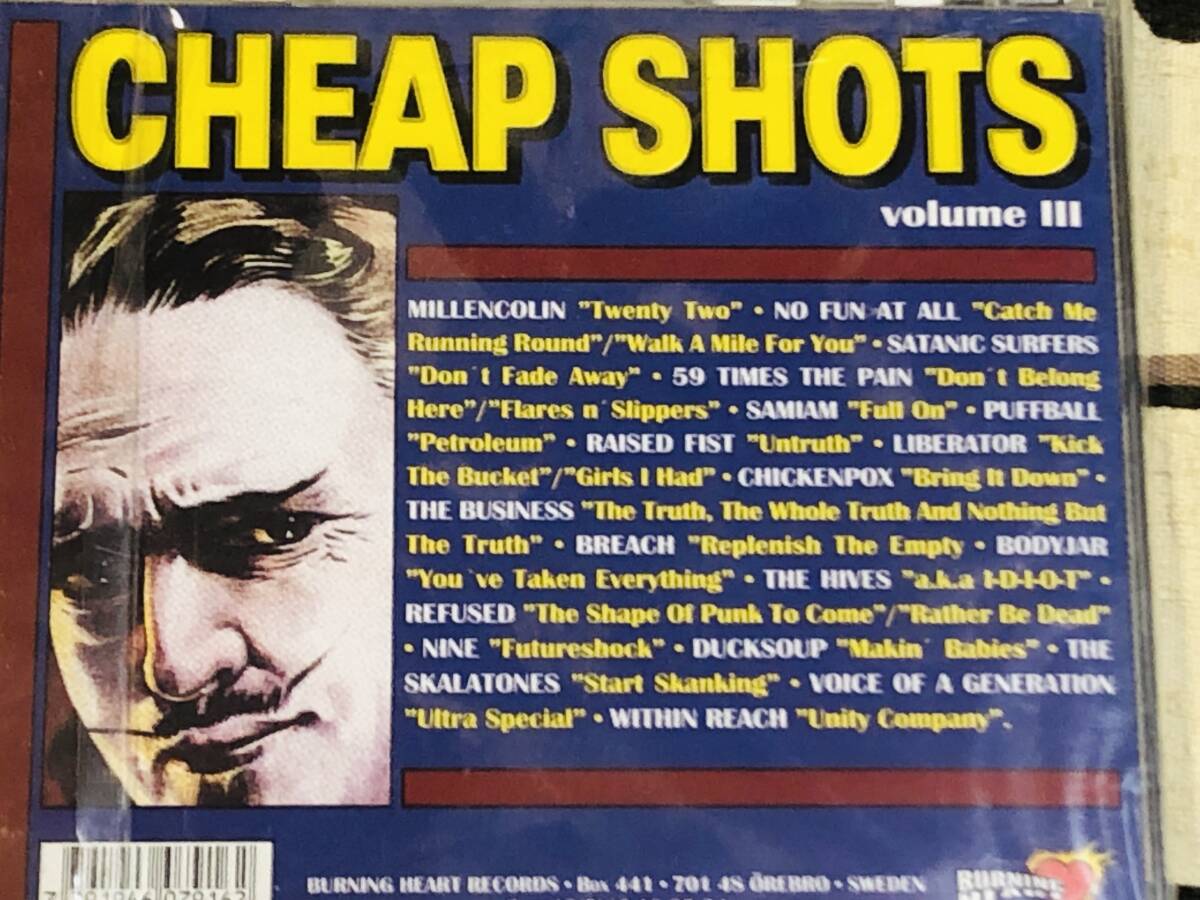 CHEAP SHOTS
volume III
MILLENCOLIN "Twenty Two" • NO FUN AT ALL "Catch Me
Running Round"/"Walk A Mile For You" • SATANIC SURFERS
"Don´t Fade Away" • 59 TIMES THE PAIN "Don´t Belong
Here"/"Flares n´Slippers" • SAMIAM "Full On" • PUFFBALL
"Petroleum" • RAISED FIST "Untruth" • LIBERATOR "Kick
The Bucket"/"Girls I Had" • CHICKENPOX "Bring It Down" •
THE BUSINESS "The Truth, The Whole Truth And Nothing But
The Truth" • BREACH "Replenish The Empty • BODYJAR
"You´ve Taken Everything" • THE HIVES "a.k.a I-D-I-O-T" •
REFUSED "The Shape Of Punk To Come"/"Rather Be Dead"
• NINE "Futureshock" • DUCKSOUP "Makin´ Babies" • THE
SKALATONES "Start Skanking" • VOICE OF A GENERATION
"Ultra Special" • WITHIN REACH "Unity Company".
BURNING HEART RECORDS • Box 441 • 701 48 ÖREBRO • SWEDEN
BURNING